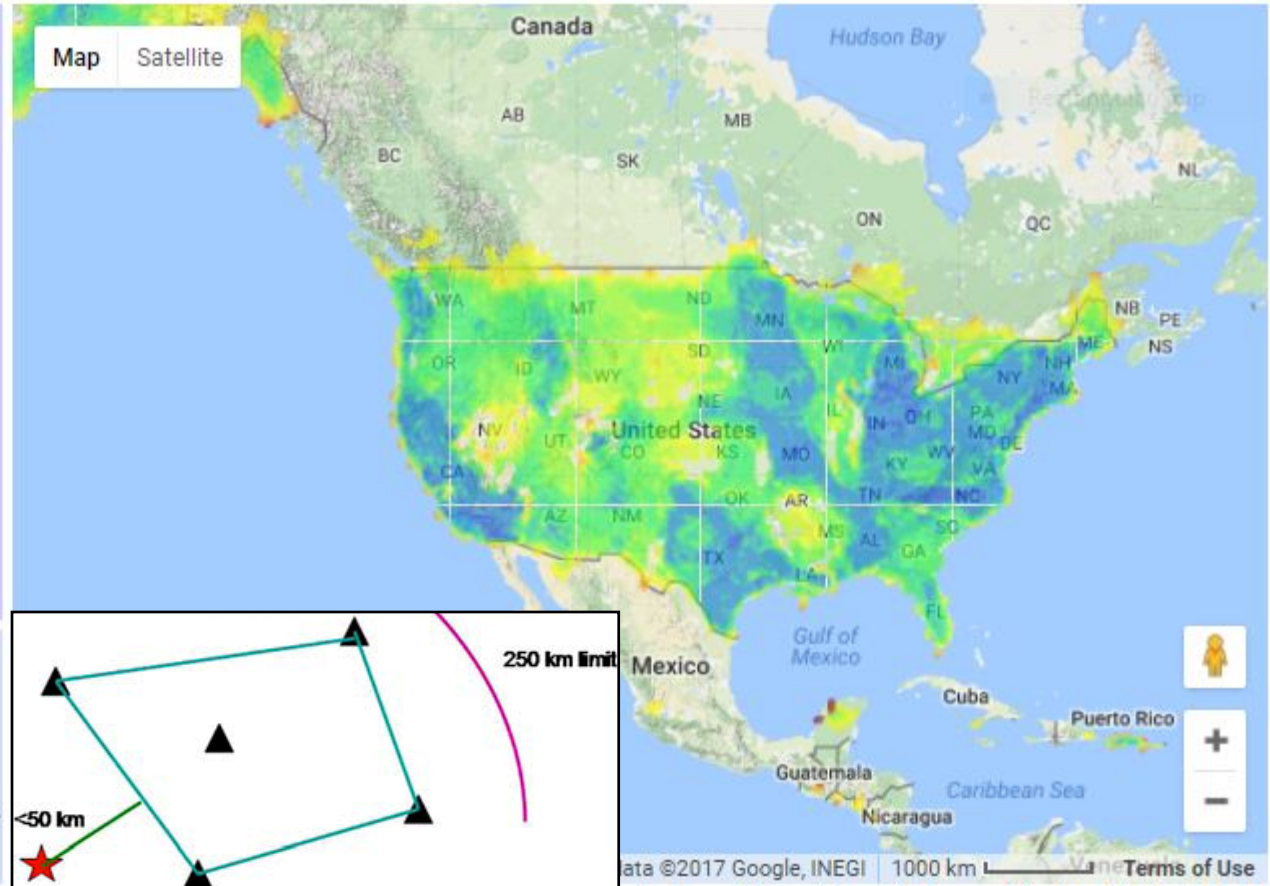 Canada
Hudson Bay
Map
Satellite
AB
MB
BC
SK
NL
ON
QC
WA
MT
ND
MN
NB
PE
OR
ID
WY
SD
WI
MI
ME
NS
NY
NH
MA
NE
IA
IL
IN
OH
PA
MD
DE
NV
UT
United States
CO
KS
MO
KY
WV
VA
CA
OK
AR
TN
NC
AZ
NM
MS
AL
SC
GA
TX
LA
FL
Gulf of
Mexico
Mexico
Cuba
Puerto Rico
Guatemala
Caribbean Sea
Nicaragua
250 km limit
<50 km
data ©2017 Google, INEGI
1000 km
Terms of Use